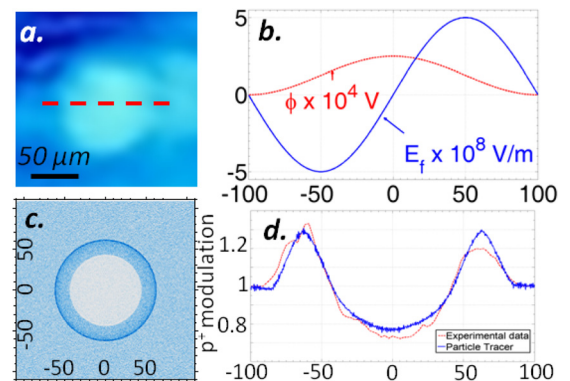 a.
50 µm
b.
5
0
-5
ϕ x 10⁴ V
E_f x 10⁸ V/m
-100 -50 0 50 100
c.
50
0
-50
-50 0 50
d.
p⁺ modulation
1.2
1
0.8
Experimental data
Particle Tracer
-100 -50 0 50 100